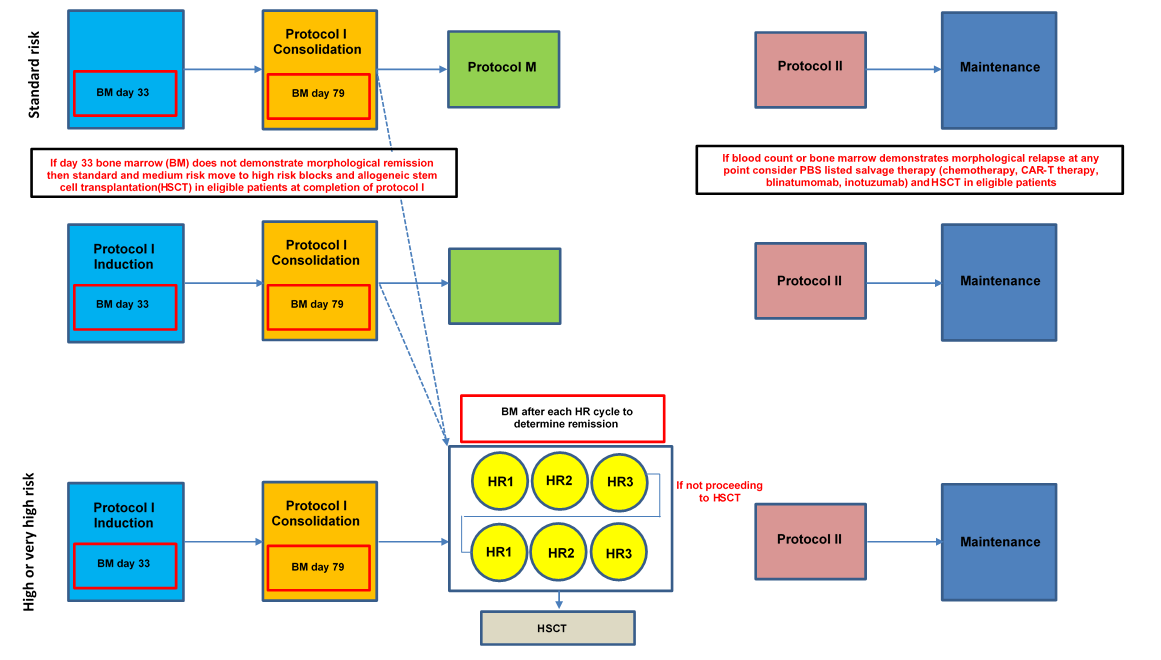 Standard risk
BM day 33
Protocol I
Consolidation
BM day 79
Protocol M
Protocol II
Maintenance
If day 33 bone marrow (BM) does not demonstrate morphological remission
then standard and medium risk move to high risk blocks and allogeneic stem
cell transplantation(HSCT) in eligible patients at completion of protocol I
If blood count or bone marrow demonstrates morphological relapse at any
point consider PBS listed salvage therapy (chemotherapy, CAR-T therapy,
blinatumomab, inotuzumab) and HSCT in eligible patients
Protocol I
Induction
BM day 33
Protocol I
Consolidation
BM day 79
Protocol II
Maintenance
BM after each HR cycle to
determine remission
High or very high risk
Protocol I
Induction
BM day 33
Protocol I
Consolidation
BM day 79
HR1
HR2
HR3
HR1
HR2
HR3
If not proceeding
to HSCT
Protocol II
Maintenance
HSCT